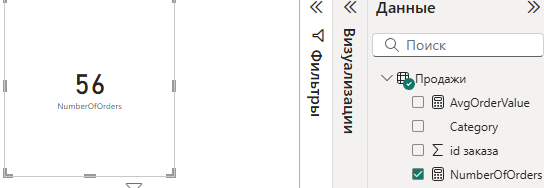 56
NumberOfOrders
Фильтры
Визуализации
Данные
Поиск
Продажи
AvgOrderValue
Category
id заказа
NumberOfOrders